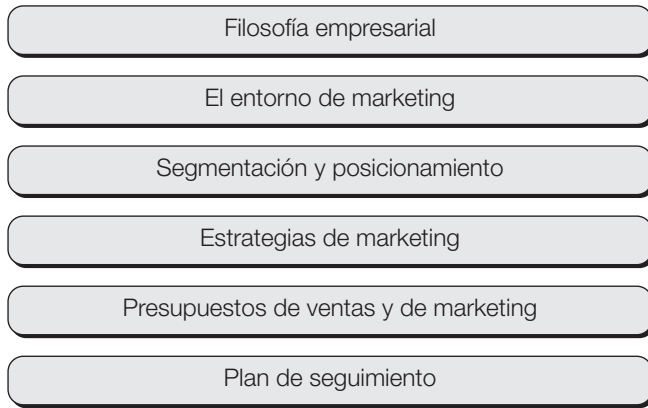 Filosofía empresarial
El entorno de marketing
Segmentación y posicionamiento
Estrategias de marketing
Presupuestos de ventas y de marketing
Plan de seguimiento